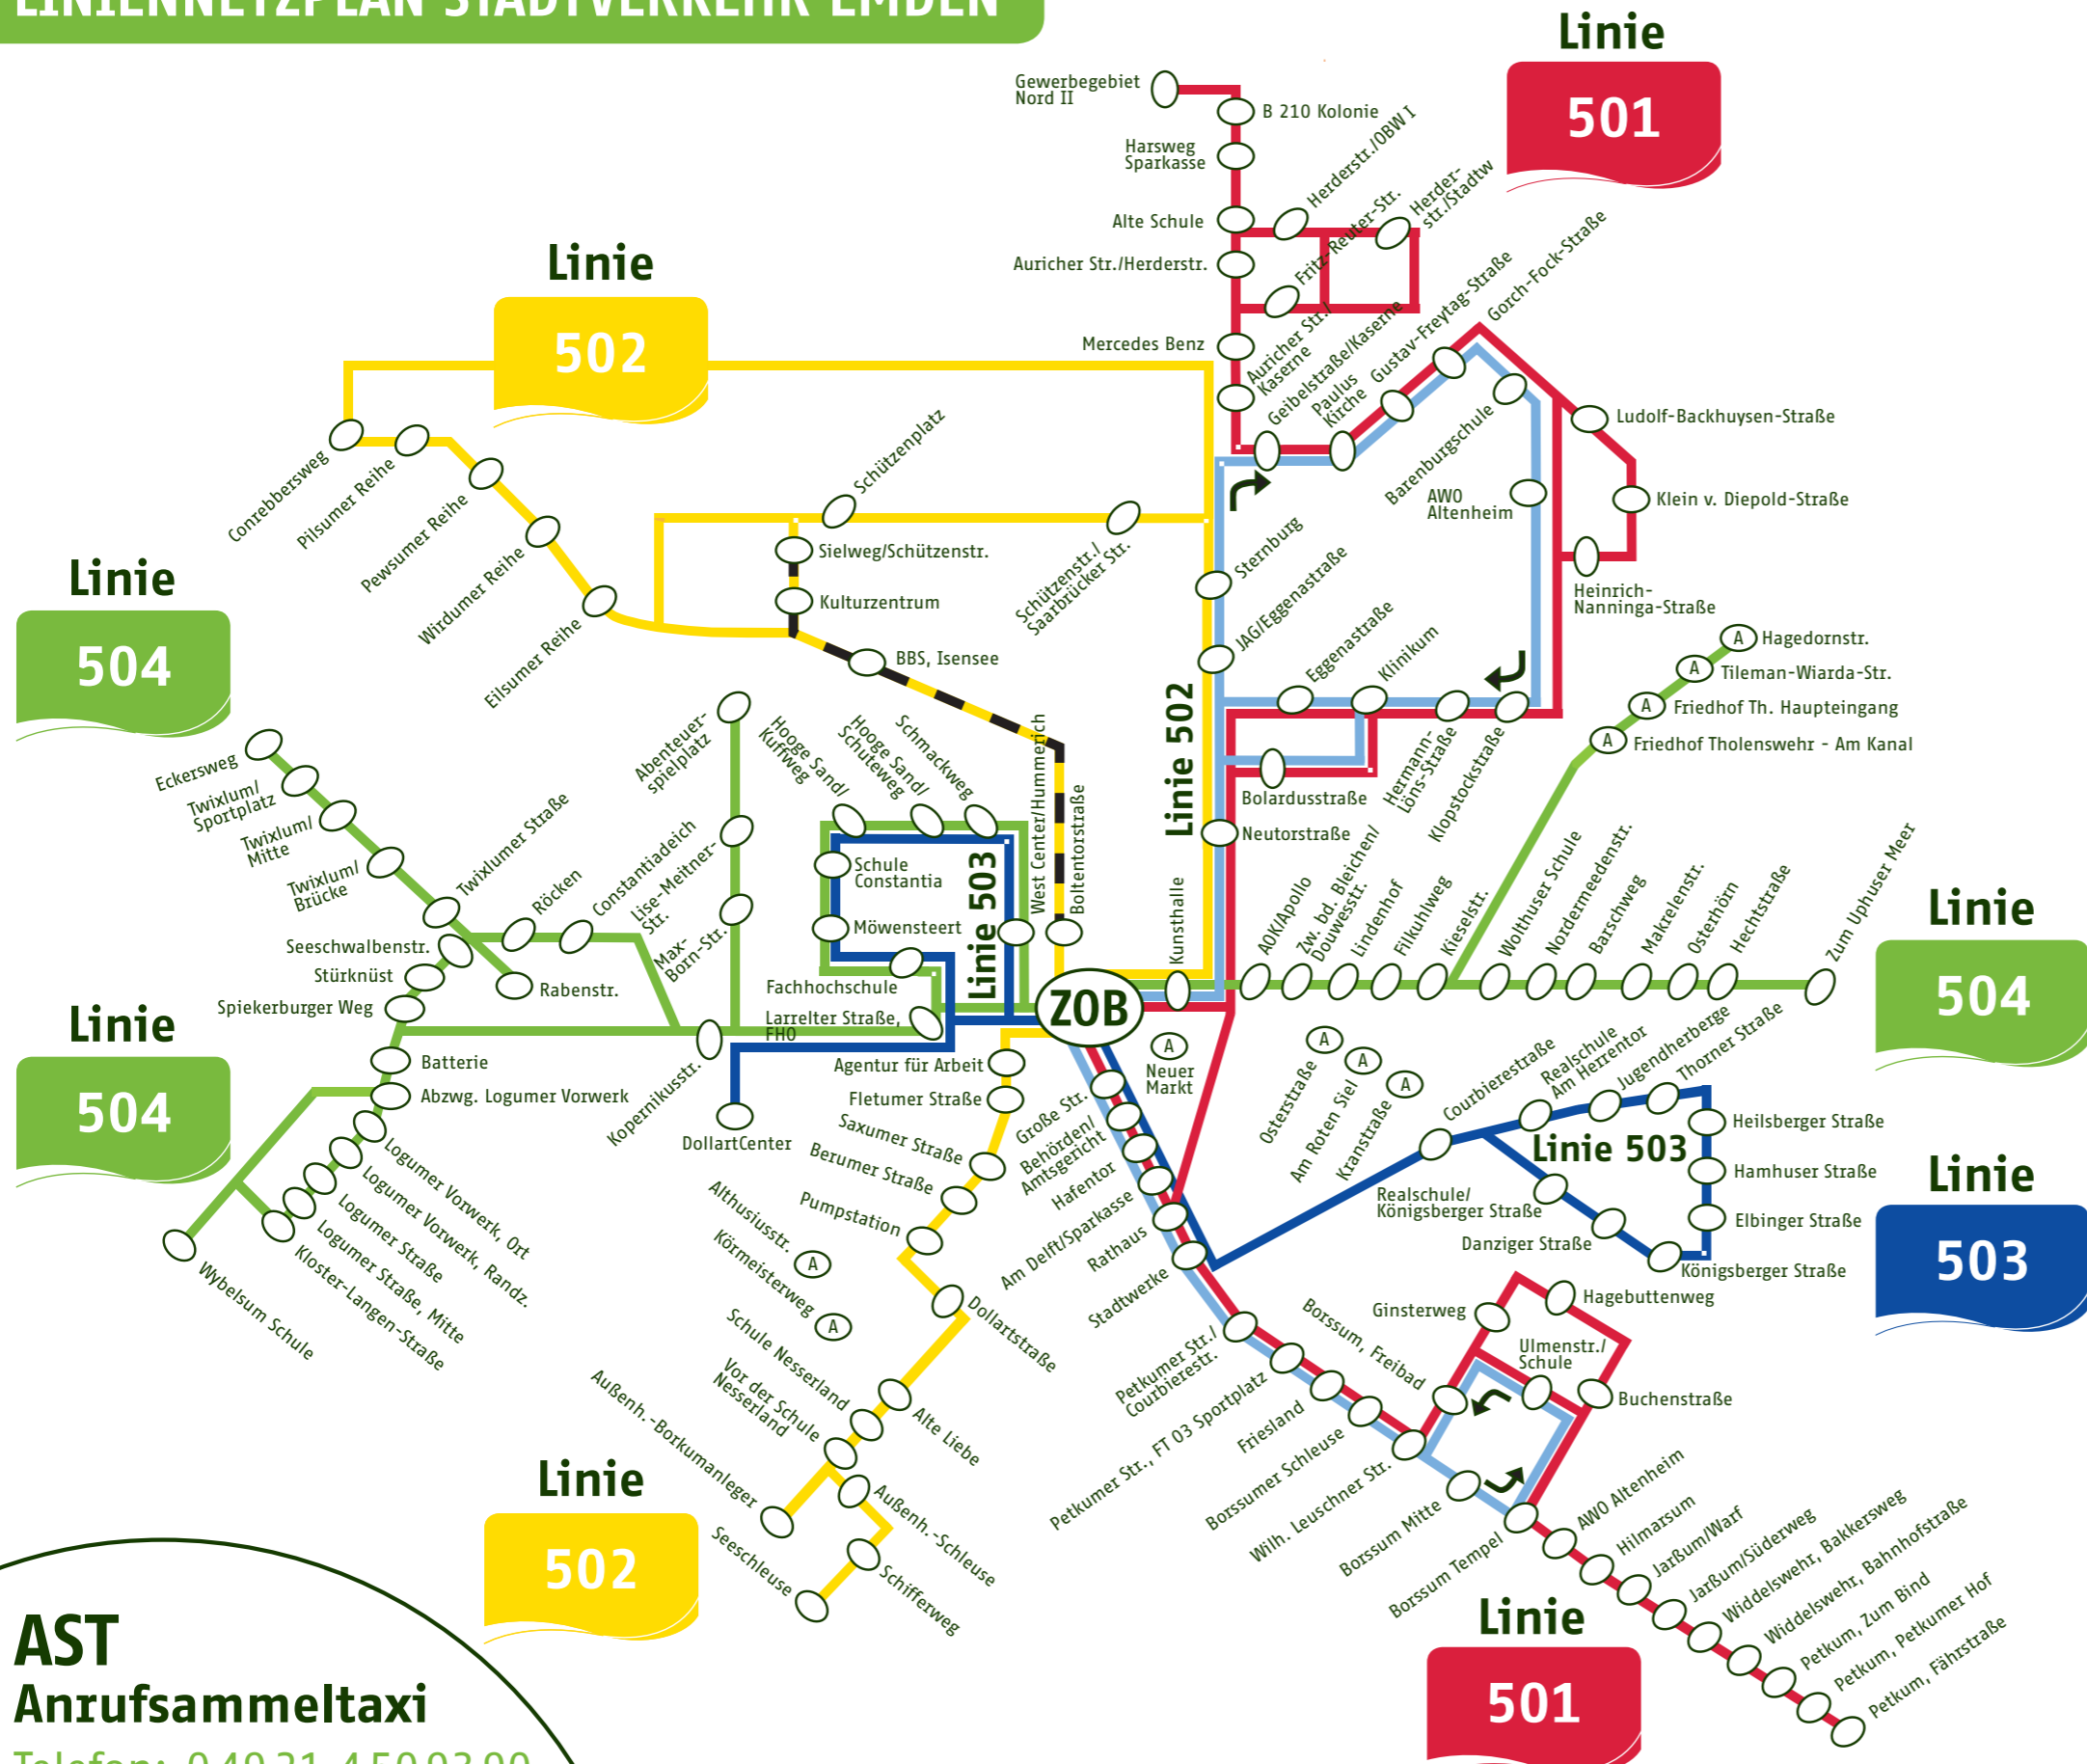 LINIENNETZPLAN STADTVERKEHR EMDEN
Linie
501
Gewerbegebiet
Nord II
B 210 Kolonie
Harsweg
Sparkasse
Herderstr./OBW I
Herder-
str./Stadtw
Alte Schule
Fritz-Reuter-Str.
Auricher Str./Herderstr.
Mercedes Benz
Auricher Str./
Kaserne
Geibelstraße/Kaserne
Paulus
Kirche
Gustav-Freytag-Straße
Gorch-Fock-Straße
Barenburgschule
AWO
Altenheim
Ludolf-Backhuysen-Straße
Klein v. Diepold-Straße
Heinrich-
Nanninga-Straße
Linie
502
Conrebbersweg
Pilsumer Reihe
Pewsumer Reihe
Wirdumer Reihe
Eilsumer Reihe
Schützenplatz
Sielweg/Schützenstr.
Kulturzentrum
BBS, Isensee
Schützenstr./
Saarbrücker Str.
Sternburg
JAG/Eggenastraße
Eggenastraße
Klinikum
Hermann-
Löns-Straße
Klopstockstraße
Bolardusstraße
Neutorstraße
Linie 502
Kunsthalle
West Center/Hummerich
Boltentorstraße
Linie
504
Eckersweg
Twixlum/
Sportplatz
Twixlum/
Mitte
Twixlum/
Brücke
Twixlumer Straße
Röcken
Constantiadeich
Seeschwalbenstr.
Stürknüst
Spiekerburger Weg
Rabenstr.
Abenteuer-
spielplatz
Lise-Meitner-
Str.
Max-
Born-Str.
Hooge Sand/
Kuffweg
Hooge Sand/
Schuteweg
Schmackweg
Schule
Constantia
Möwensteert
Linie 503
Fachhochschule
Larrelter Straße,
FHO
ZOB
A Hagedornstr.
A Tileman-Wiarda-Str.
A Friedhof Th. Haupteingang
A Friedhof Tholenswehr - Am Kanal
AOK/Apollo
Zw. bd. Bleichen/
Douwesstr.
Lindenhof
Filkuhlweg
Kieselstr.
Wolthuser Schule
Nordermeedenstr.
Barschweg
Makrelenstr.
Osterhörn
Hechtstraße
Zum Uphuser Meer
Linie
504
Linie
504
Batterie
Abzwg. Logumer Vorwerk
Logumer Vorwerk, Ort
Logumer Vorwerk, Randz.
Logumer Straße
Logumer Straße, Mitte
Kloster-Langen-Straße
Wybelsum Schule
Kopernikusstr.
DollartCenter
Agentur für Arbeit
Fletumer Straße
Saxumer Straße
Berumer Straße
Pumpstation
Althusiusstr.
A
Körmeisterweg
A
Dollartstraße
Schule Nesserland
Vor der Schule
Nesserland
Alte Liebe
Außenh.-Borkumanleger
Außenh.-Schleuse
Schifferweg
Seeschleuse
A
Neuer
Markt
A
Osterstraße
A
Am Roten Siel
A
Kranstraße
Große Str.
Behörden/
Amtsgericht
Hafentor
Am Delft/Sparkasse
Rathaus
Stadtwerke
Petkumer Str./
Courbierestr.
Petkumer Str., FT 03 Sportplatz
Friesland
Borssumer Schleuse
Wilh. Leuschner Str.
Borssum Mitte
Borssum Tempel
Courbierestraße
Realschule
Am Herrentor
Jugendherberge
Thorner Straße
Linie 503
Heilsberger Straße
Hamhuser Straße
Elbinger Straße
Realschule/
Königsberger Straße
Danziger Straße
Königsberger Straße
Linie
503
Borssum, Freibad
Ginsterweg
Hagebuttenweg
Ulmenstr./
Schule
Buchenstraße
AWO Altenheim
Hilmarsum
Jarßum/Warf
Jarßum/Süderweg
Widdelswehr, Bakkersweg
Widdelswehr, Bahnhofstraße
Petkum, Zum Bind
Petkum, Petkumer Hof
Petkum, Fährstraße
Linie
502
Linie
501
AST
Anrufsammeltaxi
Telefon: 04921-4509390